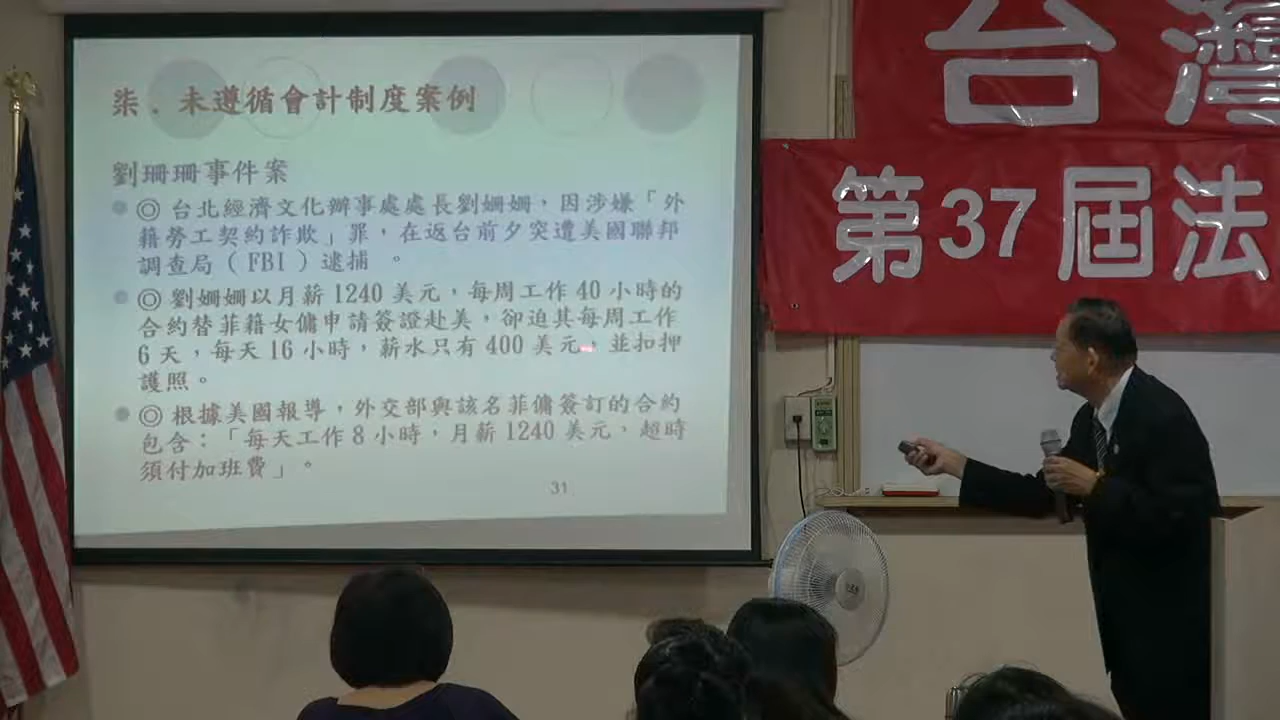 柒．未遵循會計制度案例
劉珊珊事件案
◎ 台北經濟文化辦事處處長劉姍姍，因涉嫌「外
籍勞工契約詐欺」罪，在返台前夕突遭美國聯邦
調查局（FBI）逮捕 。
◎ 劉姍姍以月薪1240 美元，每周工作 40 小時的
合約替菲籍女傭申請簽證赴美，卻迫其每周工作
6 天，每天16 小時，薪水只有 400 美元，並扣押
護照。
◎ 根據美國報導，外交部與該名菲傭簽訂的合約
包含：「每天工作 8 小時，月薪 1240 美元，超時
須付加班費」。
31
台灣
第37屆法